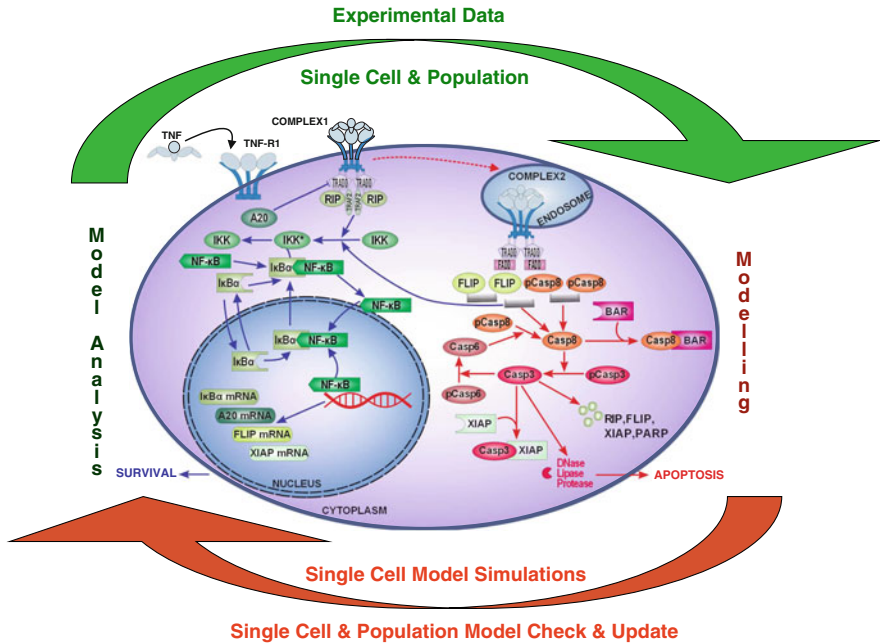 Experimental Data
Single Cell & Population
TNF
TNF-R1
COMPLEX1
COMPLEX2
ENDOSOME
TRADD
TRADD
TRAF2
TRAF2
RIP
RIP
A20
TRADD
TRADD
FADD
FADD
IKK
IKK*
IKK
FLIP
FLIP
pCasp8
pCasp8
NF-κB
IκBα
NF-κB
IκBα
NF-κB
pCasp8
BAR
Casp6
Casp8
Casp8
BAR
IκBα
NF-κB
IκBα
Casp3
pCasp3
NF-κB
pCasp6
IκBα mRNA
A20 mRNA
FLIP mRNA
XIAP mRNA
XIAP
RIP,FLIP,
XIAP,PARP
Casp3
XIAP
DNase
Lipase
Protease
SURVIVAL
APOPTOSIS
NUCLEUS
CYTOPLASM
Model Analysis
Modelling
Single Cell Model Simulations
Single Cell & Population Model Check & Update